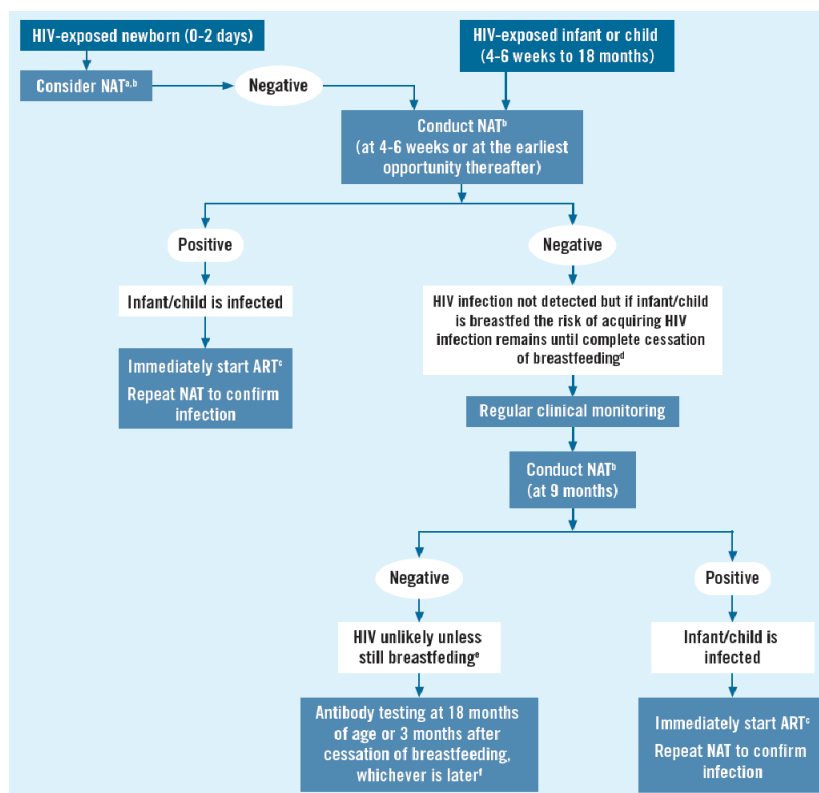 HIV-exposed newborn (0-2 days)
HIV-exposed infant or child
(4-6 weeks to 18 months)
Consider NATa,b
Negative
Conduct NATb
(at 4-6 weeks or at the earliest
opportunity thereafter)
Positive
Negative
Infant/child is infected
HIV infection not detected but if infant/child
is breastfed the risk of acquiring HIV
infection remains until complete cessation
of breastfeedingd
Immediately start ARTc
Repeat NAT to confirm
infection
Regular clinical monitoring
Conduct NATb
(at 9 months)
Negative
Positive
HIV unlikely unless
still breastfedinge
Infant/child is
infected
Antibody testing at 18 months
of age or 3 months after
cessation of breastfeeding,
whichever is laterf
Immediately start ARTc
Repeat NAT to confirm
infection